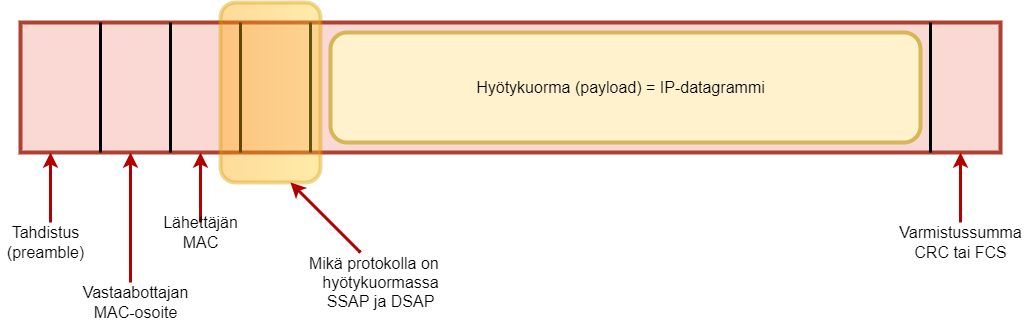 Hyötykuorma (payload) = IP-datagrammi
Tahdistus
(preamble)
Vastaabottajan
MAC-osoite
Lähettäjän
MAC
Mikä protokolla on
hyötykuormassa
SSAP ja DSAP
Varmistussumma
CRC tai FCS